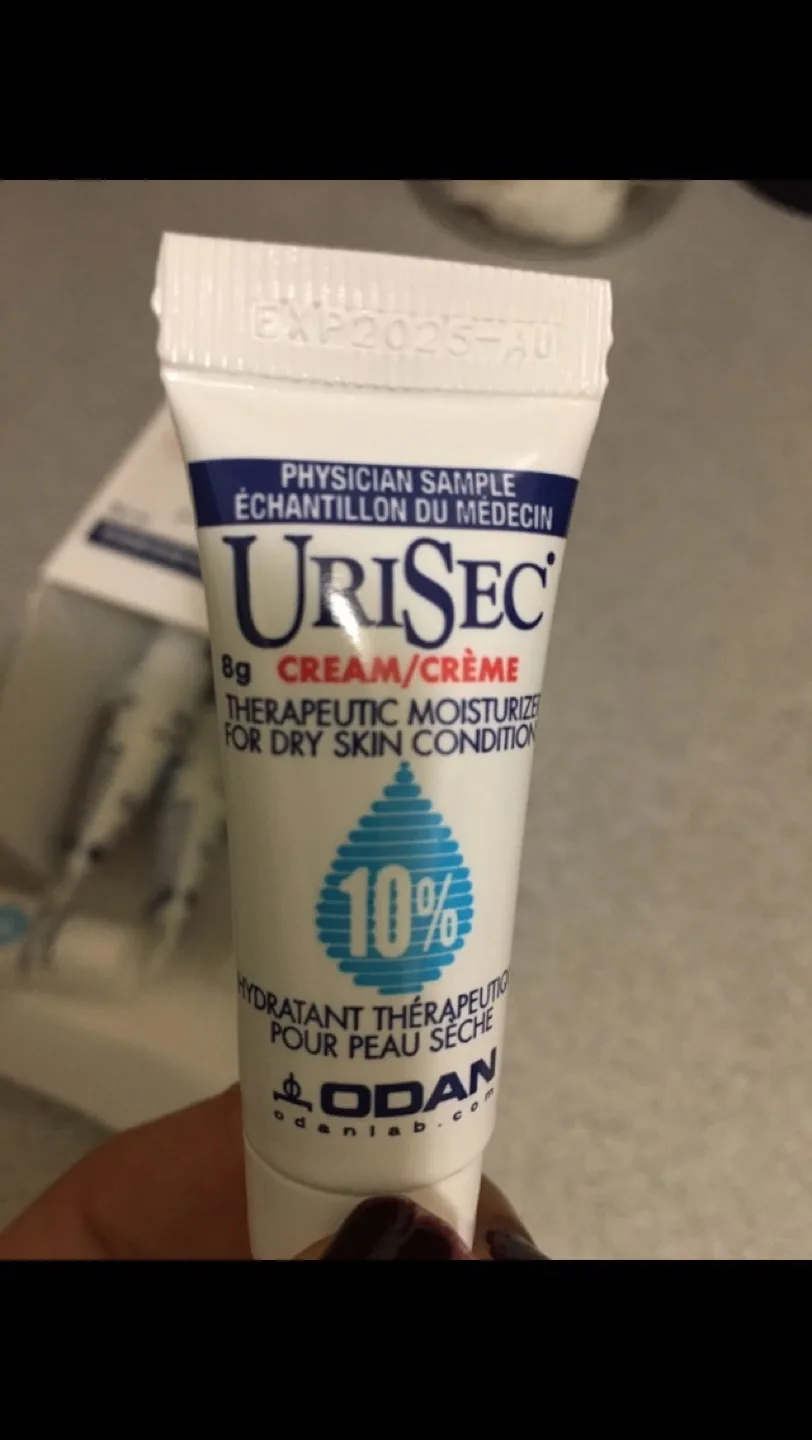 EXP2025-AU
PHYSICIAN SAMPLE
ÉCHANTILLON DU MÉDECIN
URISEC
8g CREAM/CRÈME
THERAPEUTIC MOISTURIZE
FOR DRY SKIN CONDITION
10%
HYDRATANT THÉRAPEUTIQ
POUR PEAU SÈCHE
ODAN
odanlab.com